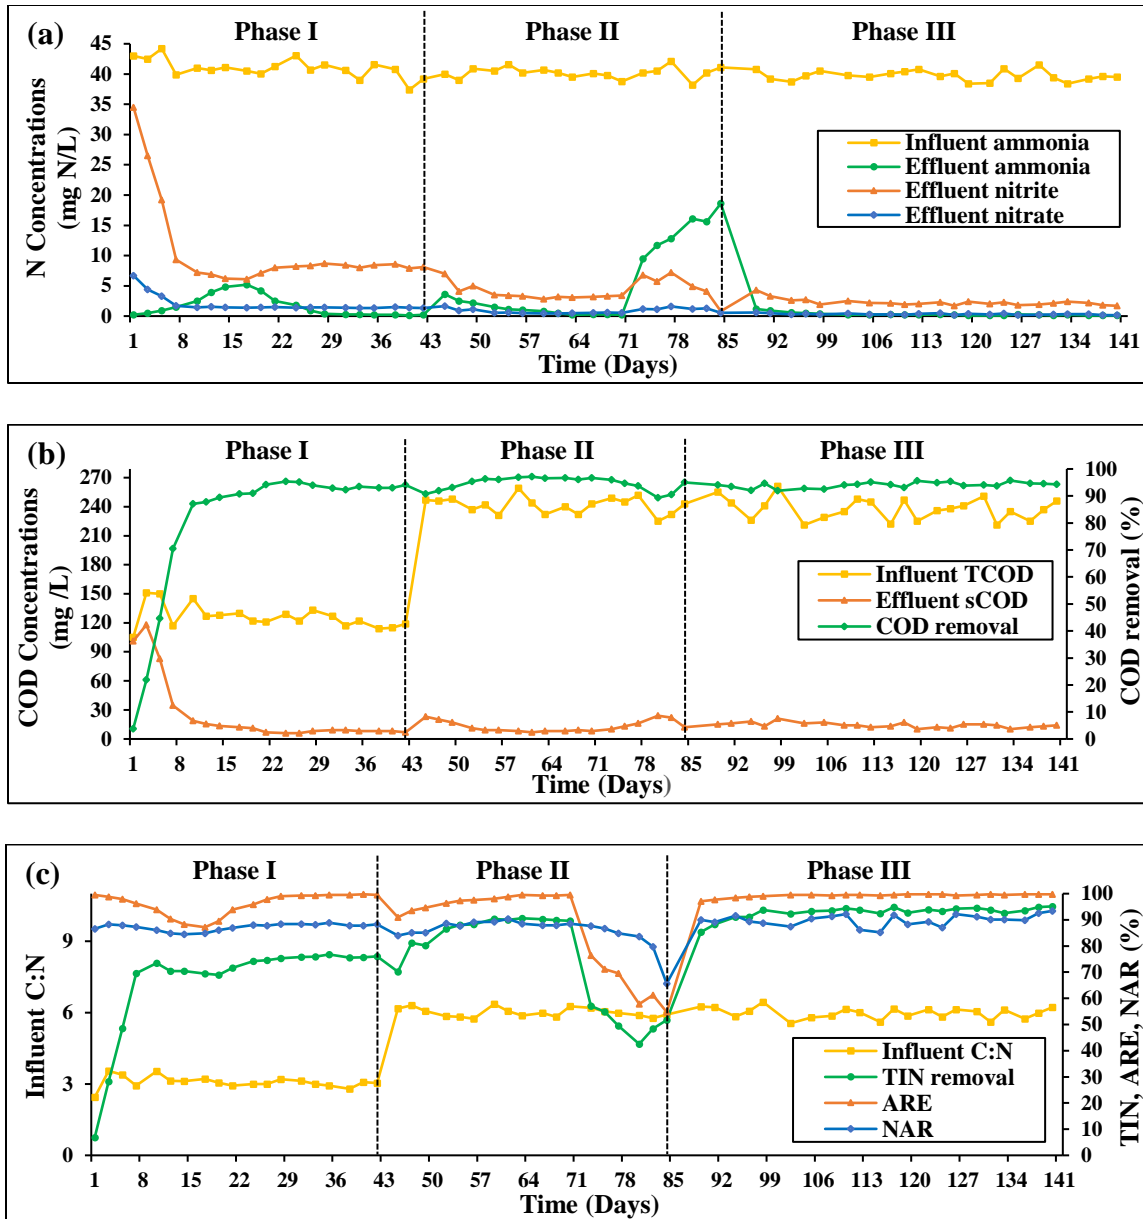 (a)
Phase I
Phase II
Phase III
N Concentrations
(mg N/L)
45
40
35
30
25
20
15
10
5
0
Influent ammonia
Effluent ammonia
Effluent nitrite
Effluent nitrate
1 8 15 22 29 36 43 50 57 64 71 78 85 92 99 106 113 120 127 134 141
Time (Days)
(b)
Phase I
Phase II
Phase III
COD Concentrations
(mg /L)
270
240
210
180
150
120
90
60
30
0
Influent TCOD
Effluent sCOD
COD removal
100
90
80
70
60
50
40
30
20
10
0
COD removal (%)
1 8 15 22 29 36 43 50 57 64 71 78 85 92 99 106 113 120 127 134 141
Time (Days)
(c)
Phase I
Phase II
Phase III
Influent C:N
9
6
3
0
Influent C:N
TIN removal
ARE
NAR
100
90
80
70
60
50
40
30
20
10
0
TIN, ARE, NAR (%)
1 8 15 22 29 36 43 50 57 64 71 78 85 92 99 106 113 120 127 134 141
Time (Days)